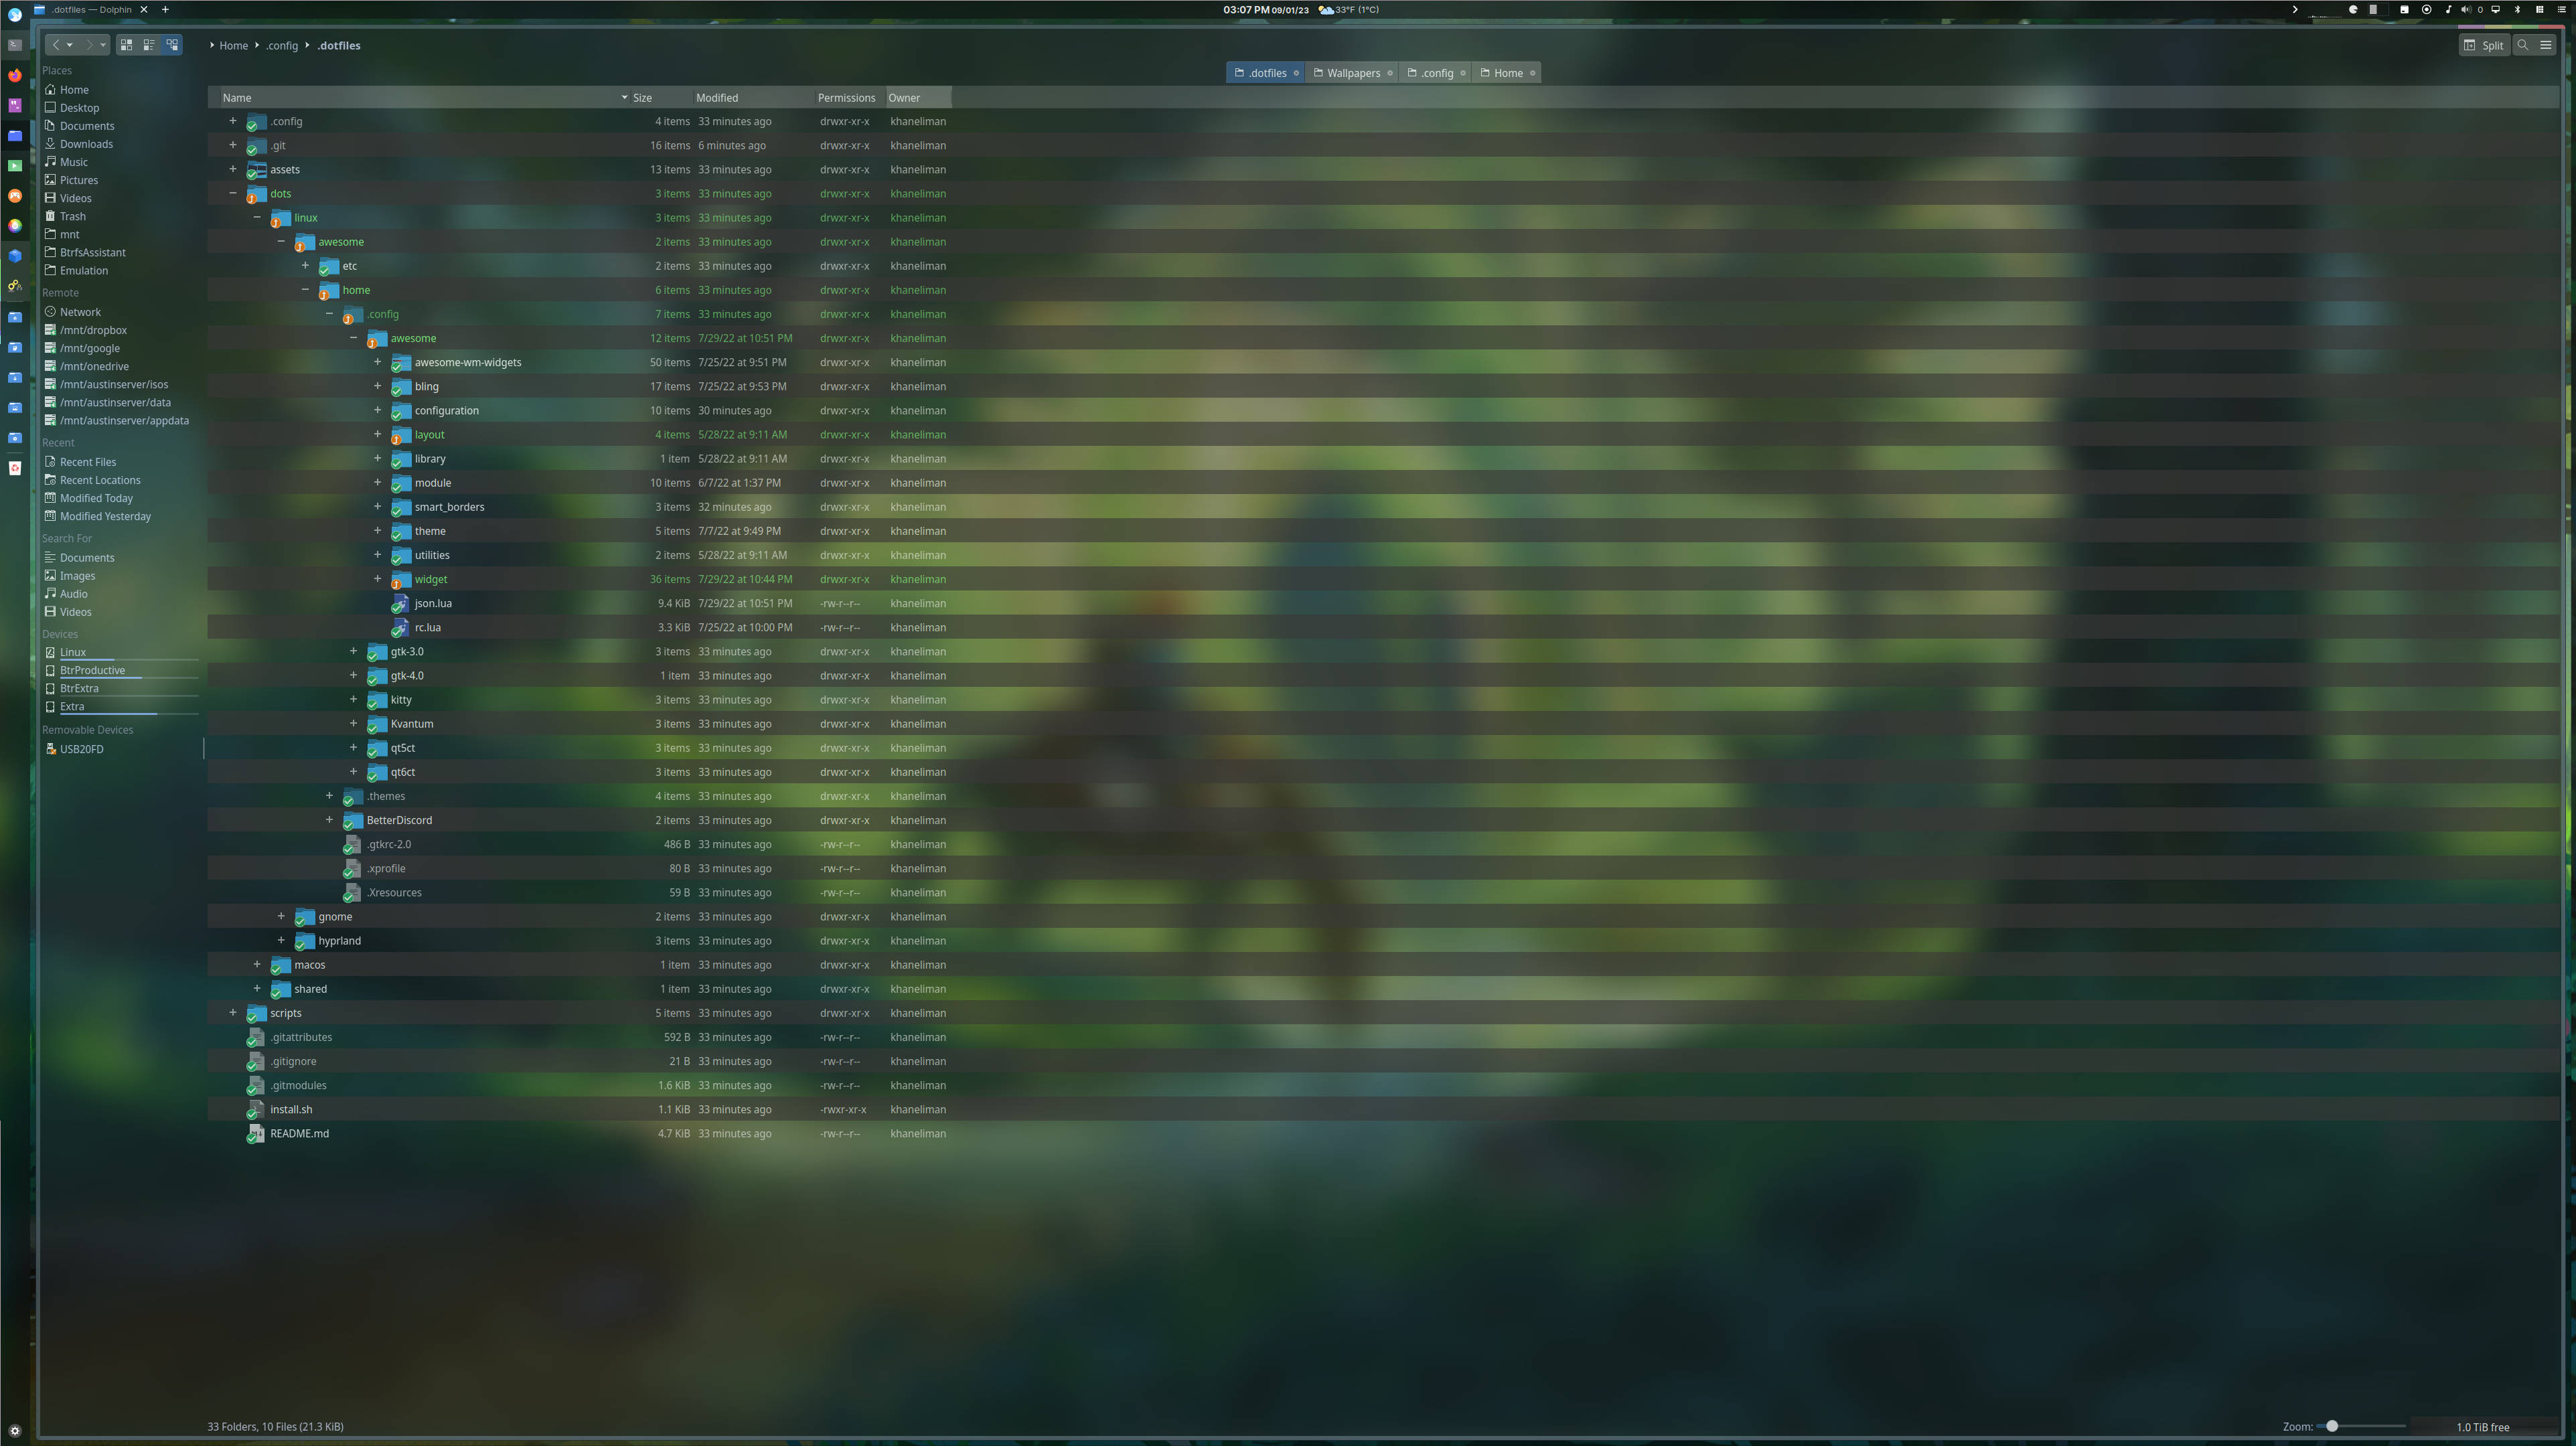 .dotfiles — Dolphin
03:07 PM 09/01/23 33°F (1°C)
0
Home .config .dotfiles
Split
.dotfiles Wallpapers .config Home
Places
Home
Desktop
Documents
Downloads
Music
Pictures
Videos
Trash
mnt
BtrfsAssistant
Emulation
Remote
Network
/mnt/dropbox
/mnt/google
/mnt/onedrive
/mnt/austinserver/isos
/mnt/austinserver/data
/mnt/austinserver/appdata
Recent
Recent Files
Recent Locations
Modified Today
Modified Yesterday
Search For
Documents
Images
Audio
Videos
Devices
Linux
BtrProductive
BtrExtra
Extra
Removable Devices
USB20FD
Name Size Modified Permissions Owner
.config 4 items 33 minutes ago drwxr-xr-x khaneliman
.git 16 items 6 minutes ago drwxr-xr-x khaneliman
assets 13 items 33 minutes ago drwxr-xr-x khaneliman
dots 3 items 33 minutes ago drwxr-xr-x khaneliman
linux 3 items 33 minutes ago drwxr-xr-x khaneliman
awesome 2 items 33 minutes ago drwxr-xr-x khaneliman
etc 2 items 33 minutes ago drwxr-xr-x khaneliman
home 6 items 33 minutes ago drwxr-xr-x khaneliman
.config 7 items 33 minutes ago drwxr-xr-x khaneliman
awesome 12 items 7/29/22 at 10:51 PM drwxr-xr-x khaneliman
awesome-wm-widgets 50 items 7/25/22 at 9:51 PM drwxr-xr-x khaneliman
bling 17 items 7/25/22 at 9:53 PM drwxr-xr-x khaneliman
configuration 10 items 30 minutes ago drwxr-xr-x khaneliman
layout 4 items 5/28/22 at 9:11 AM drwxr-xr-x khaneliman
library 1 item 5/28/22 at 9:11 AM drwxr-xr-x khaneliman
module 10 items 6/7/22 at 1:37 PM drwxr-xr-x khaneliman
smart_borders 3 items 32 minutes ago drwxr-xr-x khaneliman
theme 5 items 7/7/22 at 9:49 PM drwxr-xr-x khaneliman
utilities 2 items 5/28/22 at 9:11 AM drwxr-xr-x khaneliman
widget 36 items 7/29/22 at 10:44 PM drwxr-xr-x khaneliman
json.lua 9.4 KiB 7/29/22 at 10:51 PM -rw-r--r-- khaneliman
rc.lua 3.3 KiB 7/25/22 at 10:00 PM -rw-r--r-- khaneliman
gtk-3.0 3 items 33 minutes ago drwxr-xr-x khaneliman
gtk-4.0 1 item 33 minutes ago drwxr-xr-x khaneliman
kitty 3 items 33 minutes ago drwxr-xr-x khaneliman
Kvantum 3 items 33 minutes ago drwxr-xr-x khaneliman
qt5ct 3 items 33 minutes ago drwxr-xr-x khaneliman
qt6ct 3 items 33 minutes ago drwxr-xr-x khaneliman
.themes 4 items 33 minutes ago drwxr-xr-x khaneliman
BetterDiscord 2 items 33 minutes ago drwxr-xr-x khaneliman
.gtkrc-2.0 486 B 33 minutes ago -rw-r--r-- khaneliman
.xprofile 80 B 33 minutes ago -rw-r--r-- khaneliman
.Xresources 59 B 33 minutes ago -rw-r--r-- khaneliman
gnome 2 items 33 minutes ago drwxr-xr-x khaneliman
hyprland 3 items 33 minutes ago drwxr-xr-x khaneliman
macos 1 item 33 minutes ago drwxr-xr-x khaneliman
shared 1 item 33 minutes ago drwxr-xr-x khaneliman
scripts 5 items 33 minutes ago drwxr-xr-x khaneliman
.gitattributes 592 B 33 minutes ago -rw-r--r-- khaneliman
.gitignore 21 B 33 minutes ago -rw-r--r-- khaneliman
.gitmodules 1.6 KiB 33 minutes ago -rw-r--r-- khaneliman
install.sh 1.1 KiB 33 minutes ago -rwxr-xr-x khaneliman
README.md 4.7 KiB 33 minutes ago -rw-r--r-- khaneliman
33 Folders, 10 Files (21.3 KiB)
Zoom:
1.0 TiB free